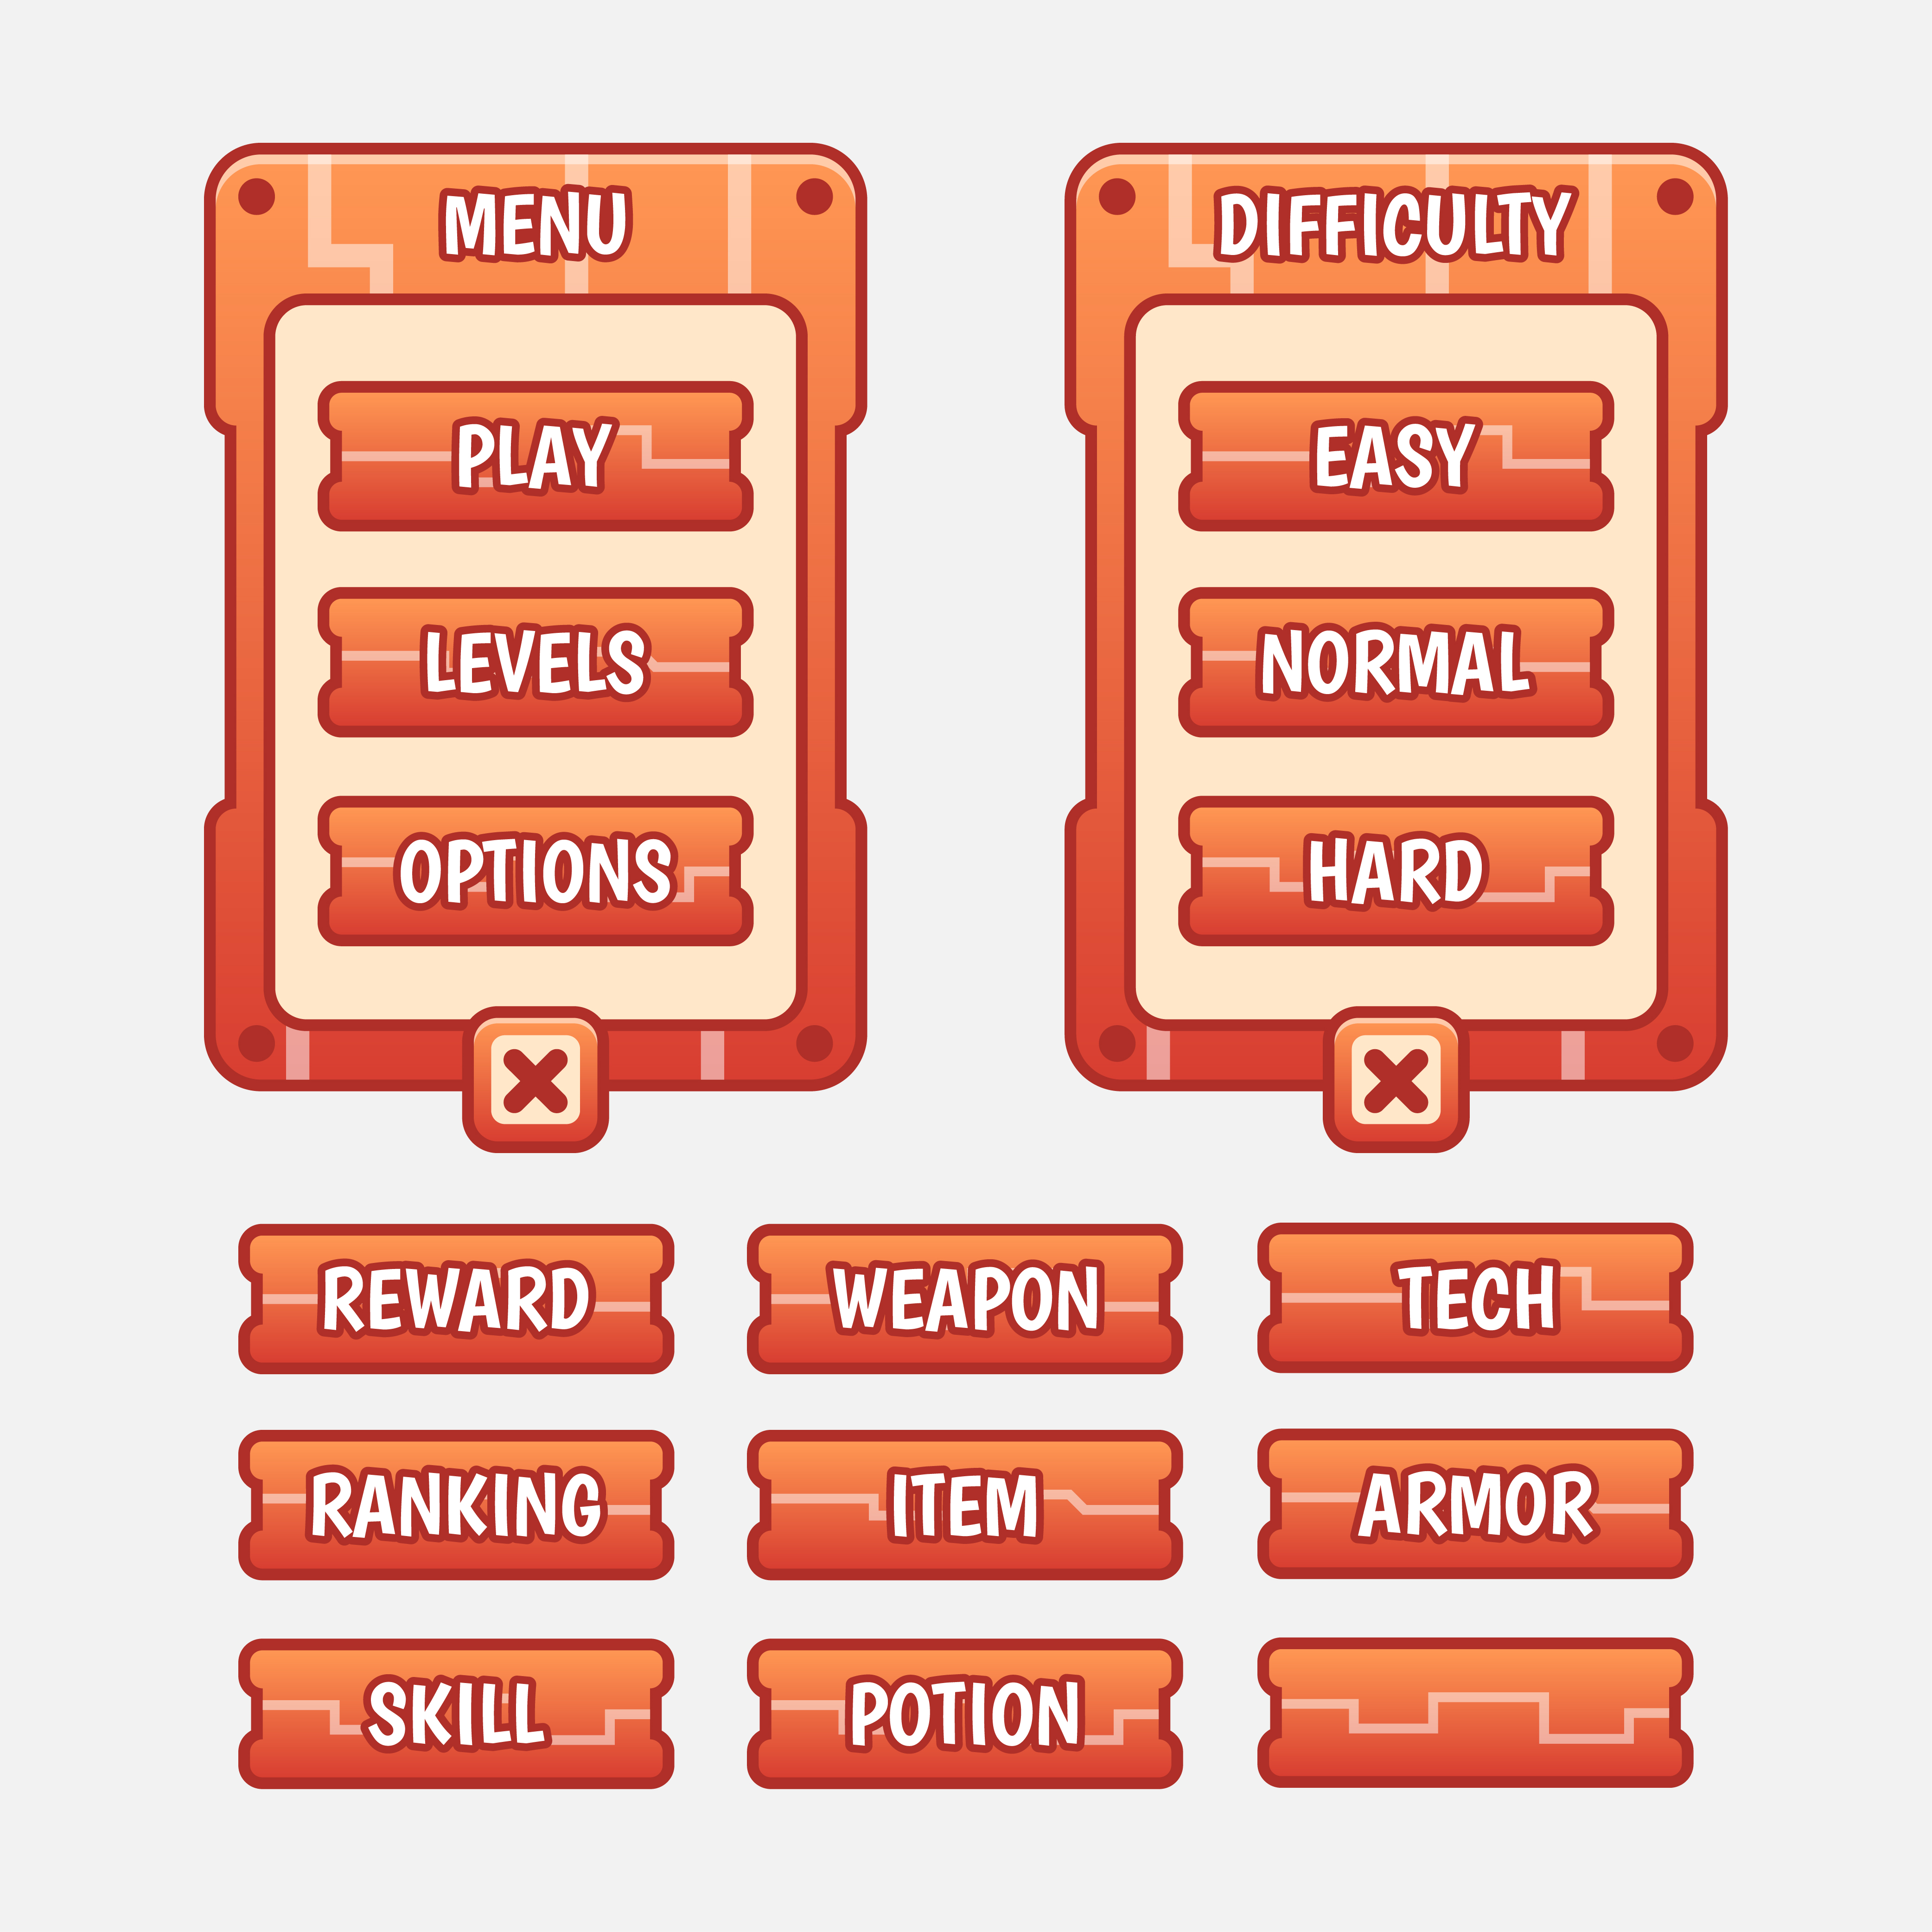 MENU
PLAY
LEVELS
OPTIONS
DIFFICULTY
EASY
NORMAL
HARD
REWARD
WEAPON
TECH
RANKING
ITEM
ARMOR
SKILL
POTION